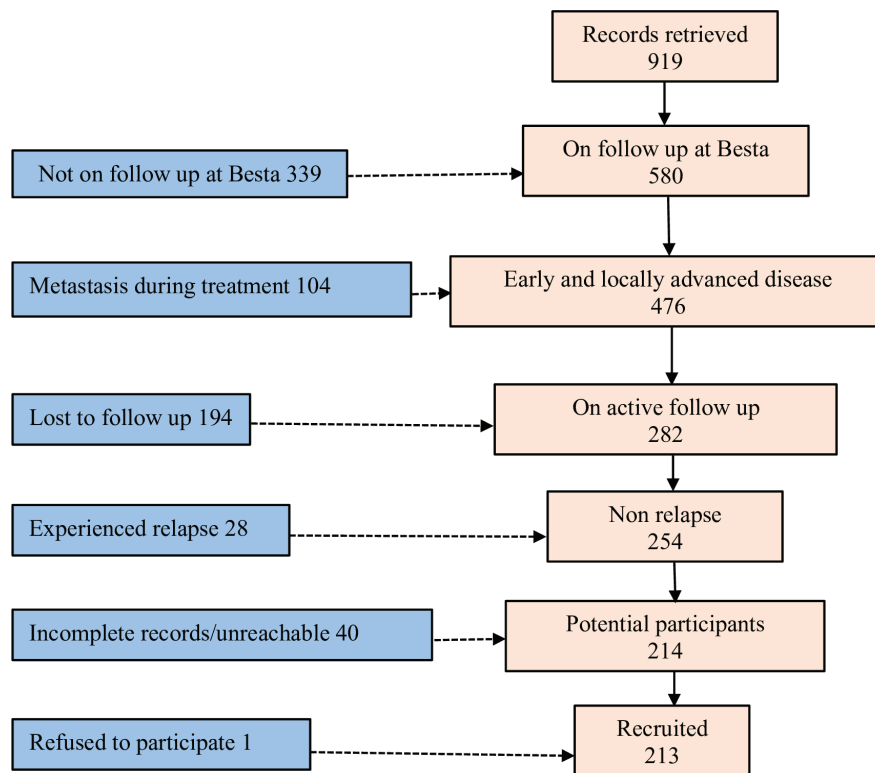 Records retrieved
919
Not on follow up at Besta 339
On follow up at Besta
580
Metastasis during treatment 104
Early and locally advanced disease
476
Lost to follow up 194
On active follow up
282
Experienced relapse 28
Non relapse
254
Incomplete records/unreachable 40
Potential participants
214
Refused to participate 1
Recruited
213